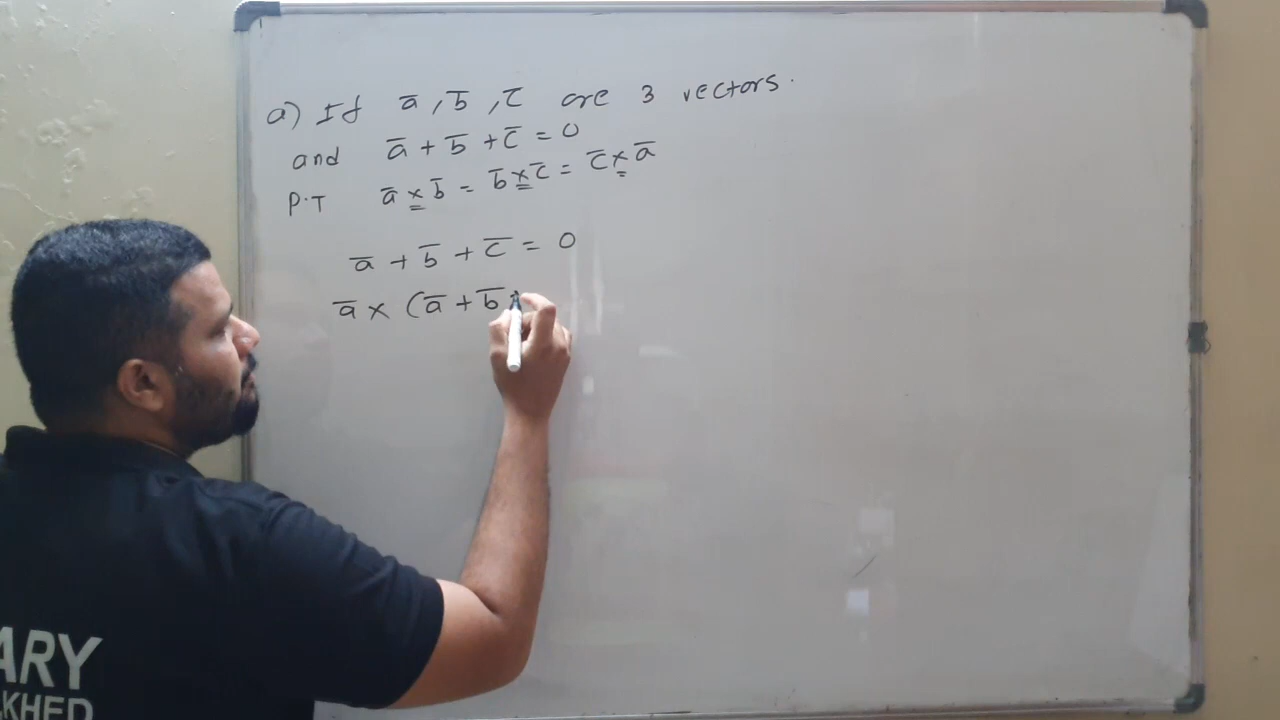 a) If a̅, b̅, c̅ are 3 vectors.
and a̅ + b̅ + c̅ = 0
P.T a̅ × b̅ = b̅ × c̅ = c̅ × a̅
a̅ + b̅ + c̅ = 0
a̅ × (a̅ + b̅
ARY
KHED